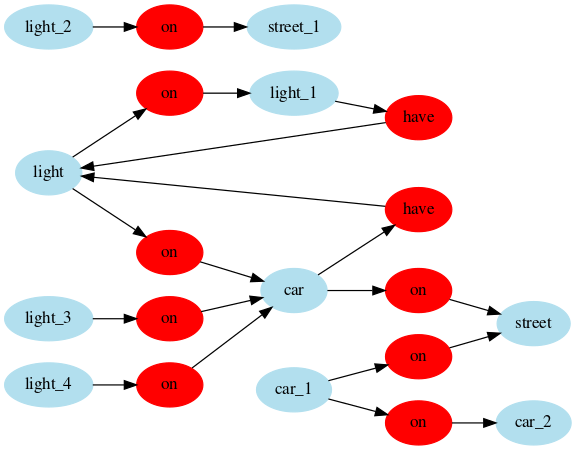 light_2 on street_1
on light_1
have
light
have
on
car on
light_3 on street
on
light_4 on car_1
on car_2